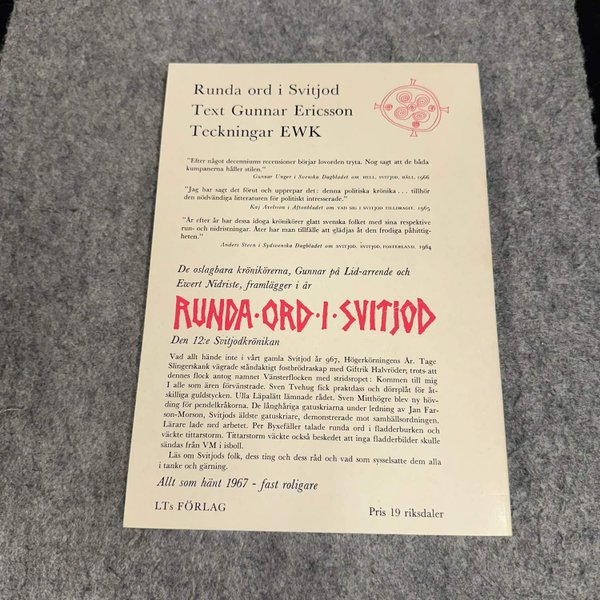 Runda ord i Svitjod
Text Gunnar Ericsson
Teckningar EWK
"Efter något decenniums recensioner börjar lovorden tryta. Nog sagt att de båda
kumpanerna håller stilen."
Gunnar Unger i Svenska Dagbladet om HELL, SVITJOD, HÄLL, 1966
"Jag har sagt det förut och upprepar det: denna politiska krönika . . . tillhör
den nödvändiga litteraturen för politiskt intresserade."
Kaj Axelson i Aftonbladet om VAD SIG I SVITJOD TILLDRAGIT, 1965
"År efter år har dessa idoga krönikörer glatt svenska folket med sina respektive
run- och nidristningar. Åter har man tillfälle att glädjas åt den frodiga påhittig-
heten."
Anders Steen i Sydsvenska Dagbladet om SVITJOD, SVITJOD, FOSTERLAND, 1964
De oslagbara krönikörerna, Gunnar på Lid-arrende och
Ewert Nidriste, framlägger i år
RUNDA·ORD·I·SVITJOD
Den 12:e Svitjodkrönikan
Vad allt hände inte i vårt gamla Svitjod år 967, Högerkörningens År. Tage
Slingerskank vägrade ståndaktigt fostbrödraskap med Giftrik Halvtöder; trots att
dennes flock antog namnet Vänsterflocken med stridsropet: Kommen till mig
I alle som ären förvänstrade. Sven Tvehug fick praktdass och dörrplåt för åt-
skilliga guldstycken. Ulla Läpalätt lämnade rådet. Sven Mitthögre blev ny höv-
ding för pendelkråkorna. De långhåriga gatuskriarna under ledning av Jan Far-
son-Morson, Svitjods äldste gatuskriare, demonstrerade mot samhällsordningen.
Lärare lade ned arbetet. Per Byxefäller talade runda ord i fladderburken och
väckte tittarstorm. Tittarstorm väckte också beskedet att inga fladderbilder skulle
sändas från VM i isboll.
Läs om Svitjods folk, dess ting och dess råd och vad som sysselsatte dem alla
i tanke och gärning.
Allt som hänt 1967 - fast roligare
LTs FÖRLAG
Pris 19 riksdaler